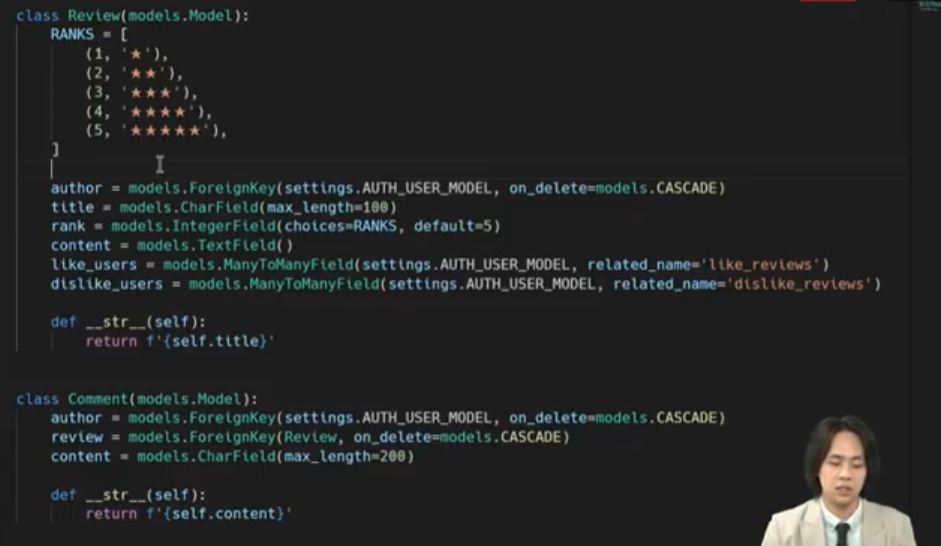 class Review(models.Model):
    RANKS = [
        (1, '★'),
        (2, '★★'),
        (3, '★★★'),
        (4, '★★★★'),
        (5, '★★★★★'),
    ]
    author = models.ForeignKey(settings.AUTH_USER_MODEL, on_delete=models.CASCADE)
    title = models.CharField(max_length=100)
    rank = models.IntegerField(choices=RANKS, default=5)
    content = models.TextField()
    like_users = models.ManyToManyField(settings.AUTH_USER_MODEL, related_name='like_reviews')
    dislike_users = models.ManyToManyField(settings.AUTH_USER_MODEL, related_name='dislike_reviews')
    def __str__(self):
        return f'{self.title}'
class Comment(models.Model):
    author = models.ForeignKey(settings.AUTH_USER_MODEL, on_delete=models.CASCADE)
    review = models.ForeignKey(Review, on_delete=models.CASCADE)
    content = models.CharField(max_length=200)
    def __str__(self):
        return f'{self.content}'